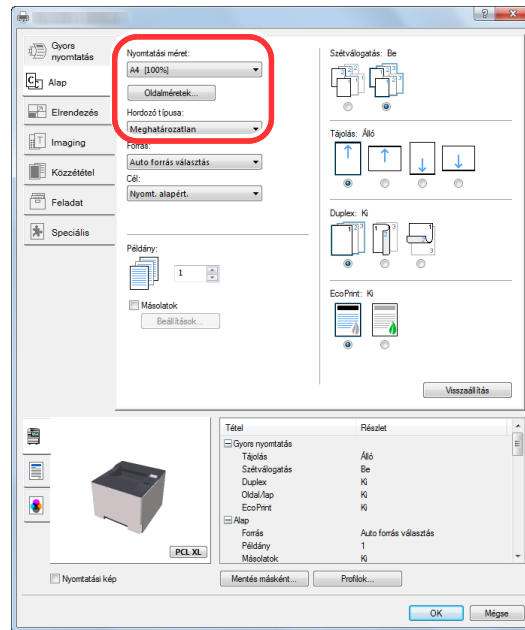 Gyors
nyomtatás
Alap
Elrendezés
Imaging
Közzététel
Feladat
Speciális
Nyomtatási méret:
A4 [100%]
Oldalméretek...
Hordozó típusa:
Meghatározatlan
Forrás:
Auto forrás választás
Cél:
Nyomt. alapért.
Példány:
1
Másolatok
Beállítások...
Szétválogatás: Be
Tájolás: Álló
Duplex: Ki
EcoPrint: Ki
Visszaállítás
PCL XL
Nyomtatási kép
Tétel Részlet
Gyors nyomtatás
Tájolás Álló
Szétválogatás Be
Duplex Ki
Oldal/lap Ki
EcoPrint Ki
Alap
Forrás Auto forrás választás
Példány 1
Másolatok Ki
Mentés másként... Profilok...
OK Mégse